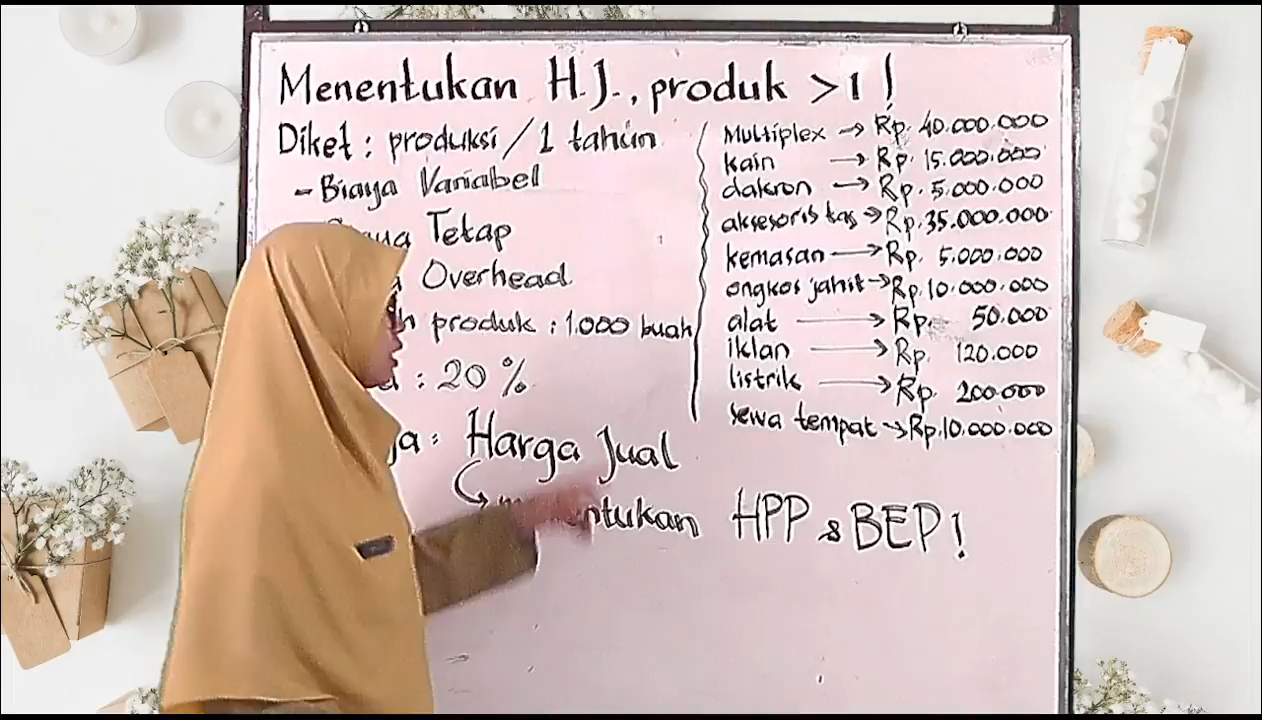 Menentukan H.J., produk >1 !
Diket : produksi / 1 tahun
- Biaya Variabel
Tetap
Overhead
produk : 1.000 buah
: 20 %
Harga Jual
HPP & BEP !
Multiplex → Rp. 40.000.000
kain → Rp. 15.000.000
dakron → Rp. 5.000.000
aksesoris tas → Rp. 35.000.000
kemasan → Rp. 5.000.000
ongkos jahit → Rp. 10.000.000
alat → Rp. 50.000
iklan → Rp. 120.000
listrik → Rp. 200.000
sewa tempat → Rp. 10.000.000